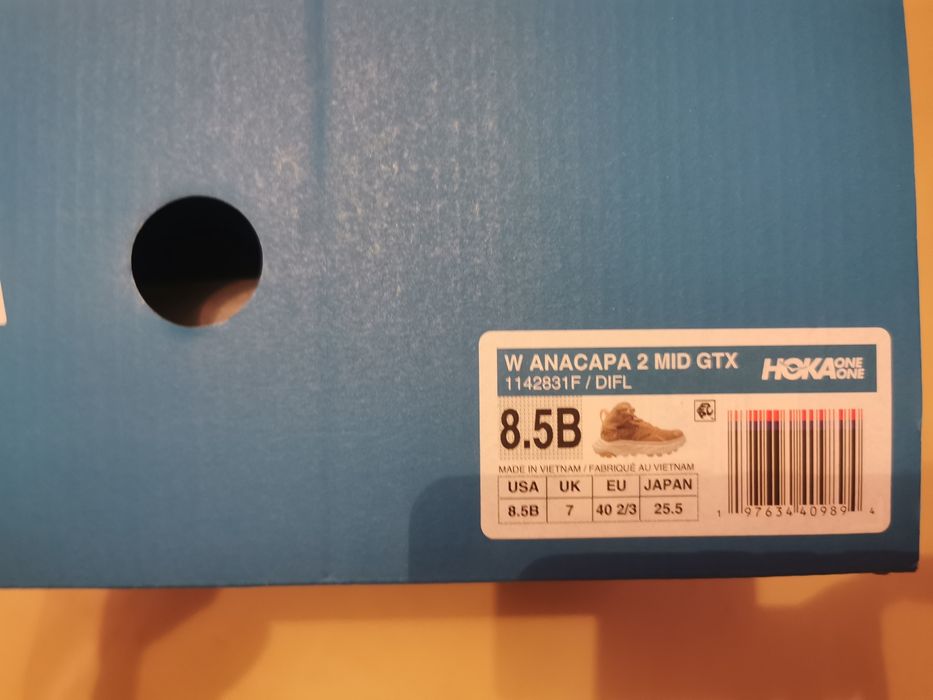 W ANACAPA 2 MID GTX
HOKA ONE ONE
1142831F / DIFL
8.5B
MADE IN VIETNAM / FABRIQUÉ AU VIETNAM
USA UK EU JAPAN
8.5B 7 40 2/3 25.5
1 97634 40989 4